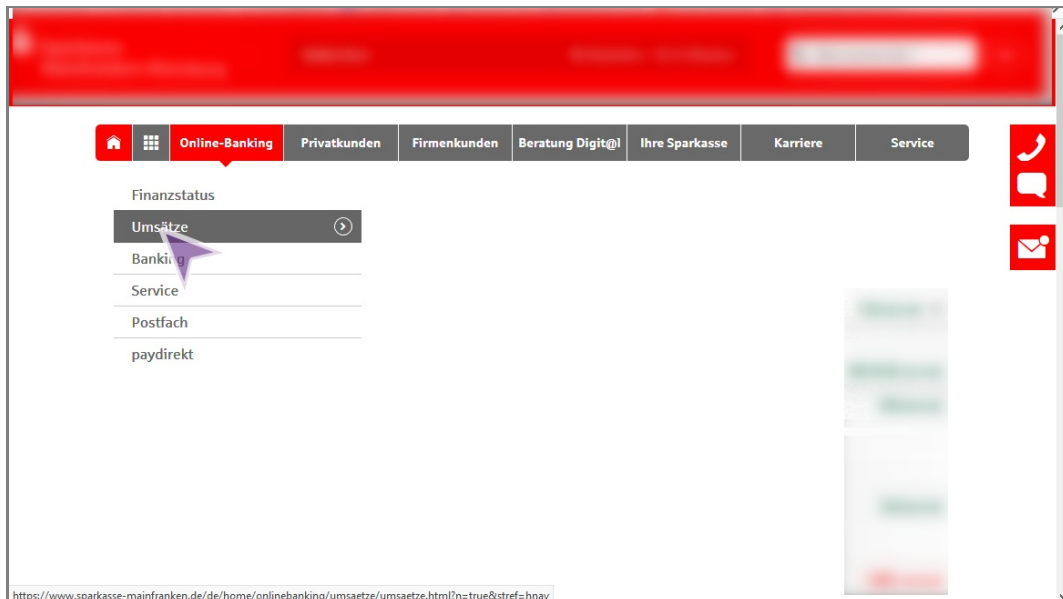 Online-Banking Privatkunden Firmenkunden Beratung Digit@l Ihre Sparkasse Karriere Service
Finanzstatus
Umsätze
Banking
Service
Postfach
paydirekt
https://www.sparkasse-mainfranken.de/de/home/onlinebanking/umsaetze/umsaetze.html?n=true&stref=hnav